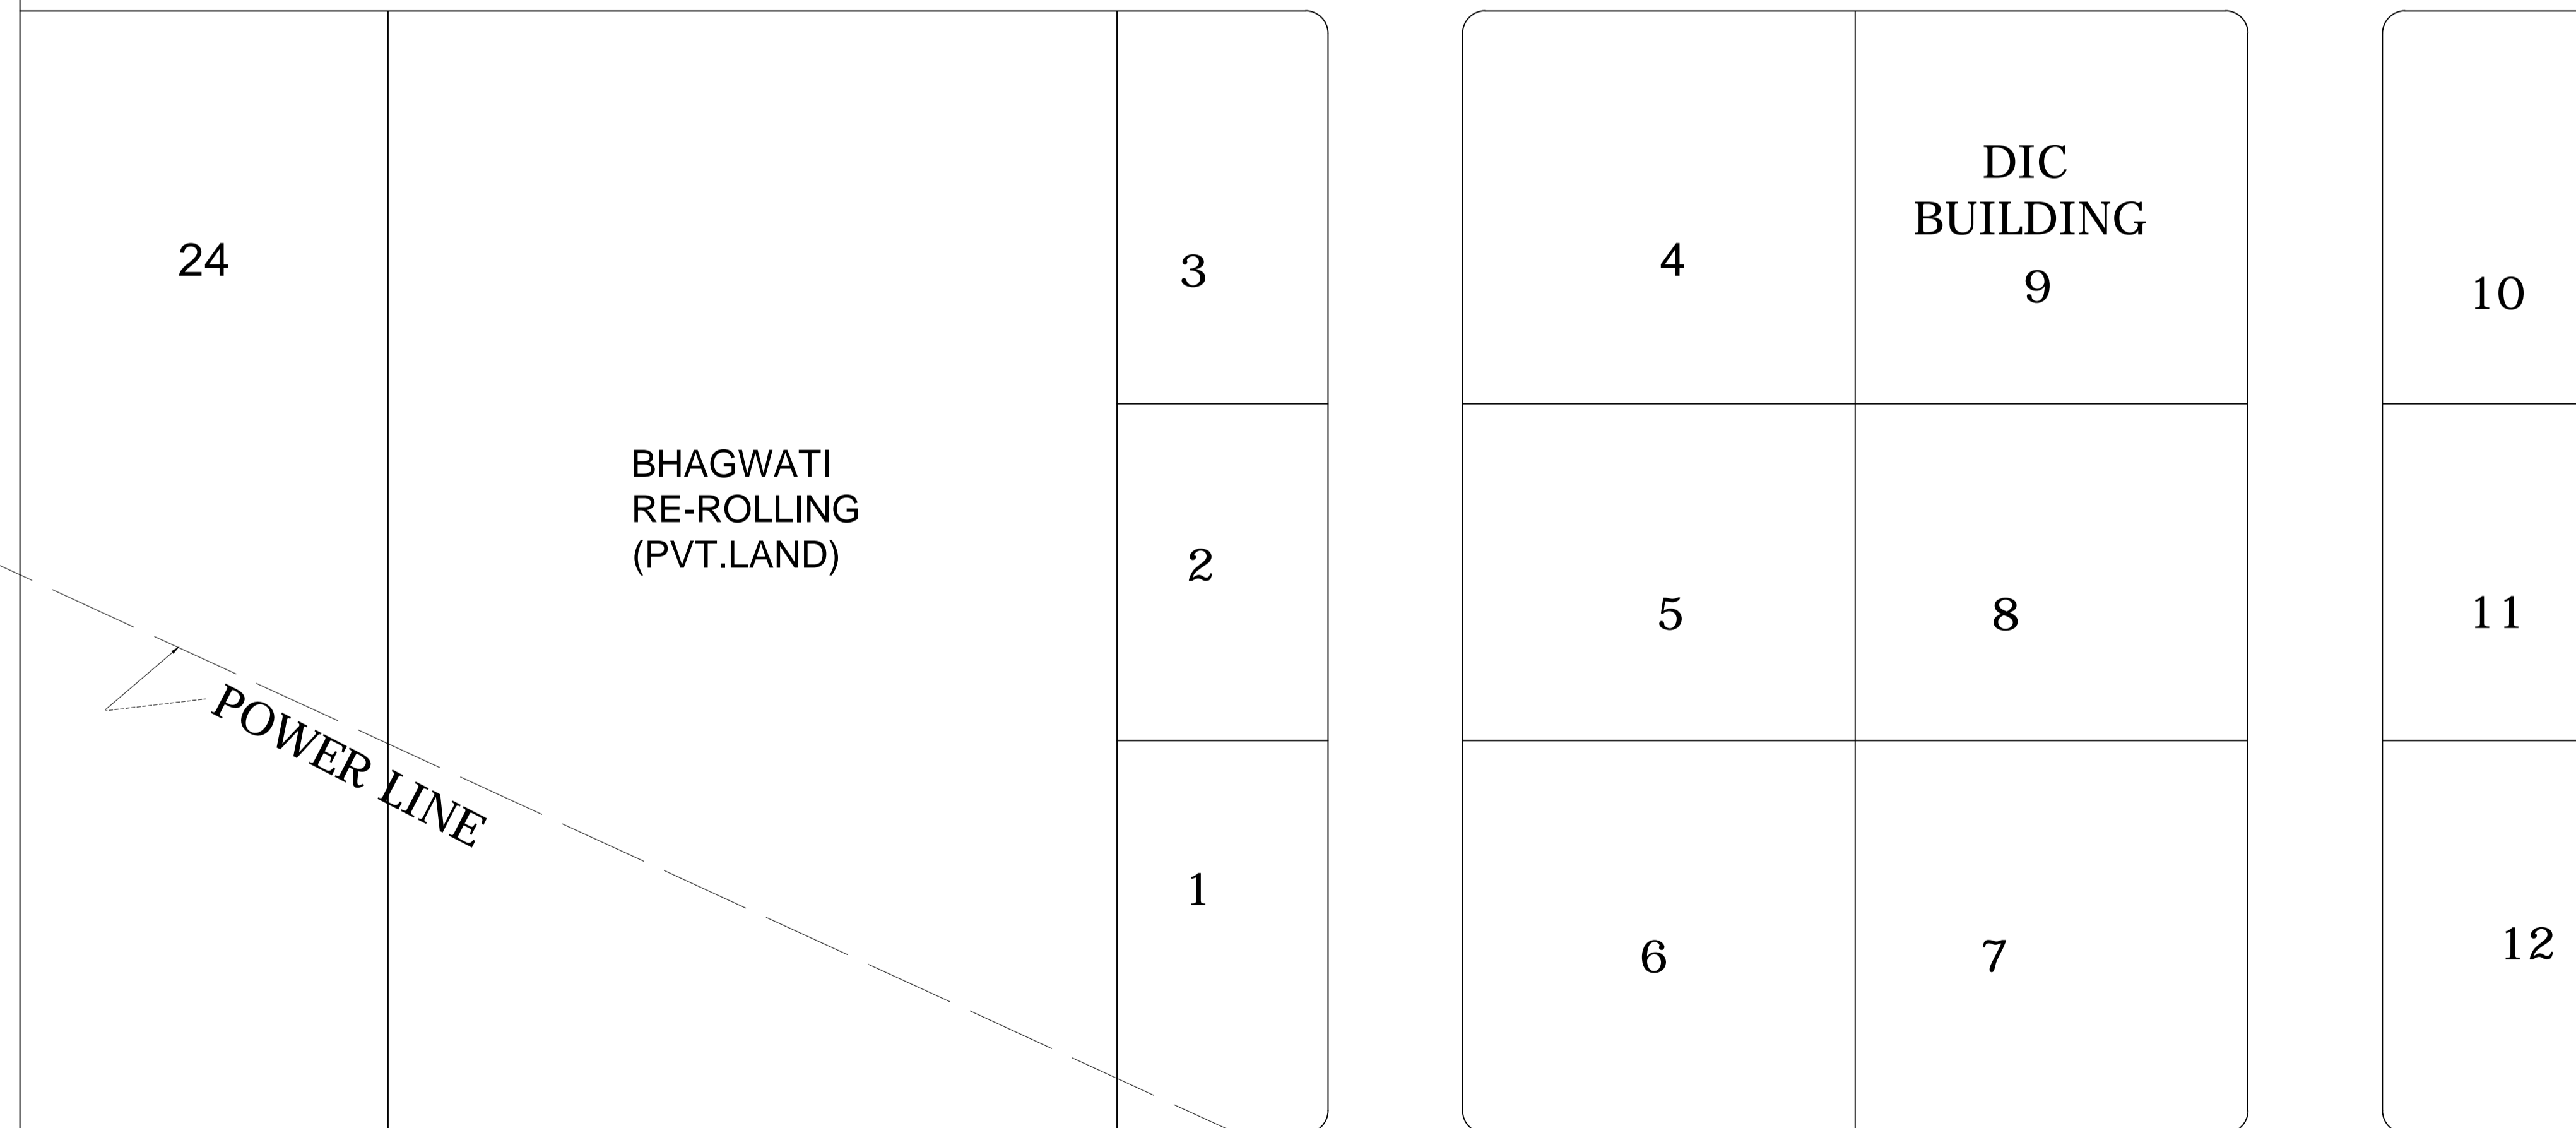 24
BHAGWATI
RE-ROLLING
(PVT.LAND)
POWER LINE
3
2
1
4
DIC
BUILDING
9
5
8
6
7
10
11
12